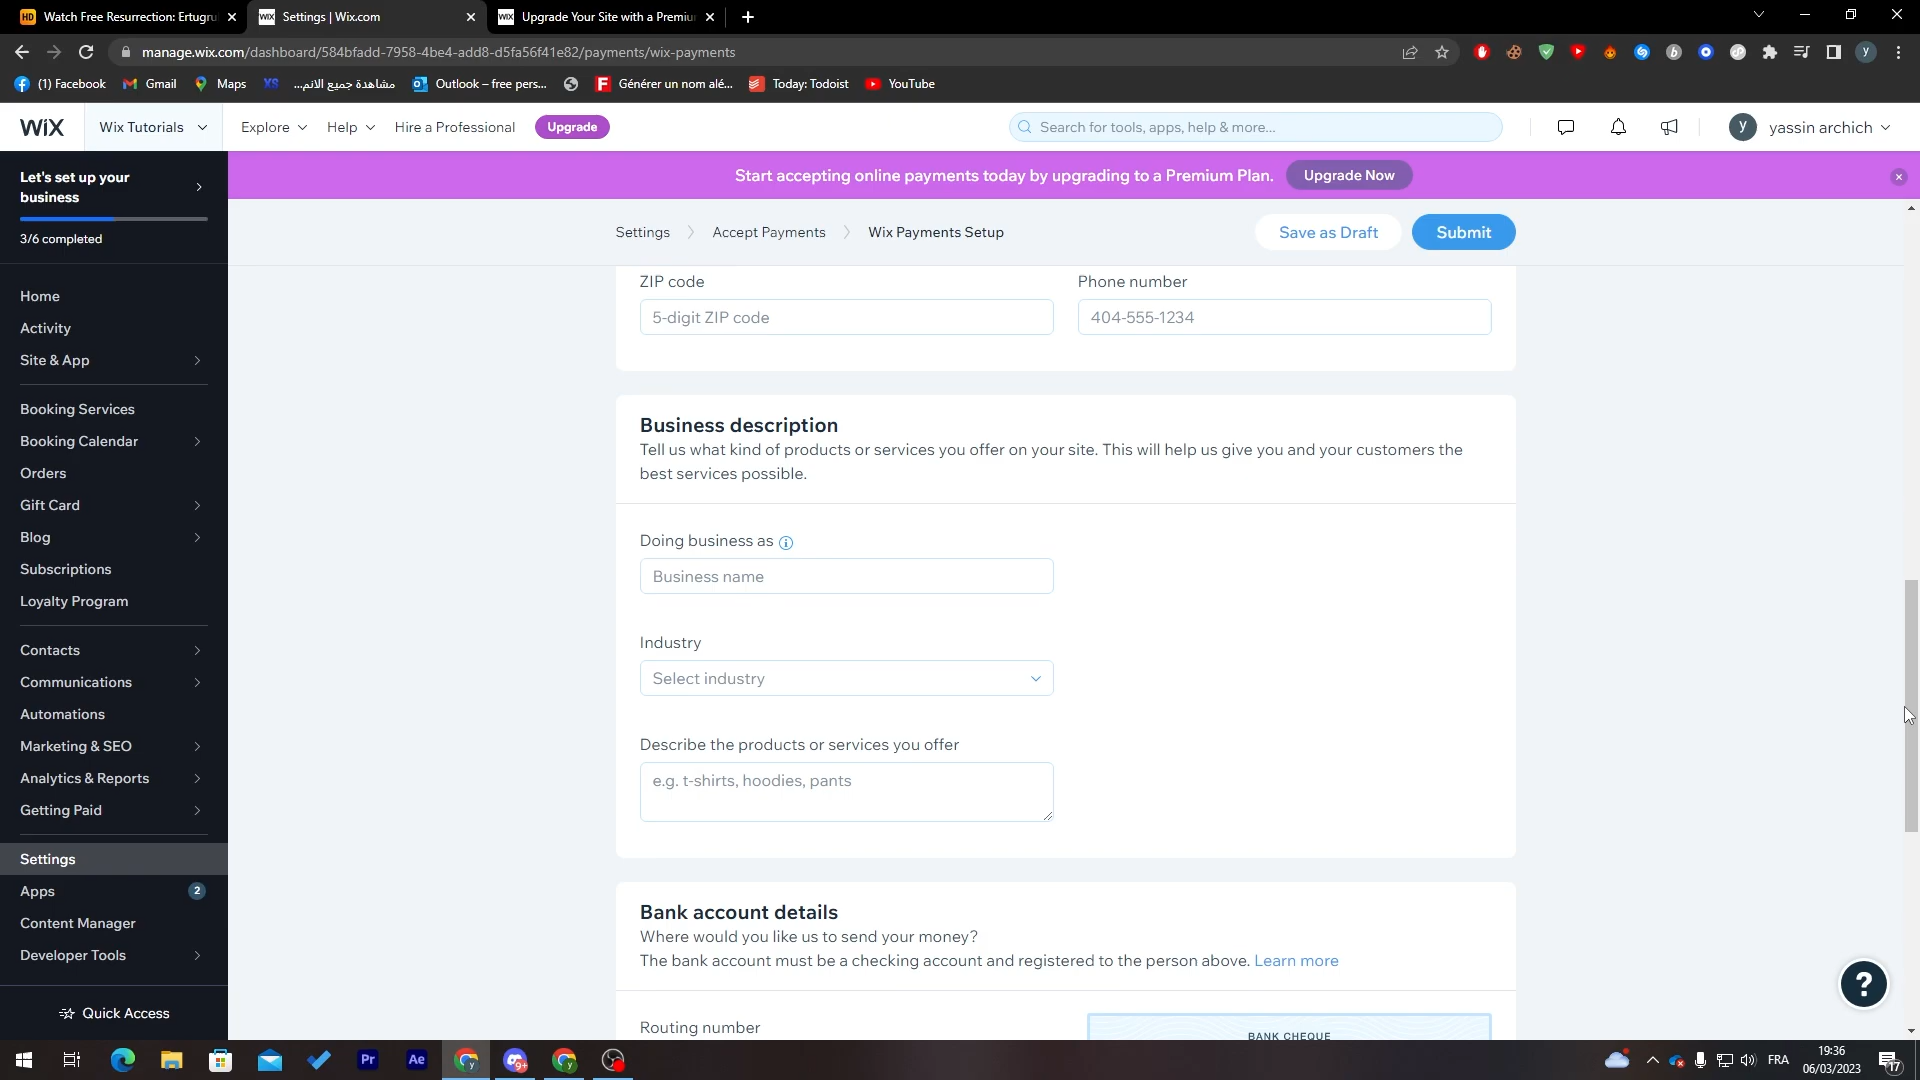 Watch Free Resurrection: Ertugru
Settings | Wix.com
Upgrade Your Site with a Premiu
manage.wix.com/dashboard/584bfadd-7958-4be4-add8-d5fa56f41e82/payments/wix-payments
(1) Facebook
Gmail
Maps
مشاهدة جميع الانم...
Outlook – free pers...
Générer un nom alé...
Today: Todoist
YouTube
WIX
Wix Tutorials
Explore
Help
Hire a Professional
Upgrade
Search for tools, apps, help & more...
y
yassin archich
Let's set up your
business
3/6 completed
Start accepting online payments today by upgrading to a Premium Plan.
Upgrade Now
Settings
Accept Payments
Wix Payments Setup
Save as Draft
Submit
Home
Activity
Site & App
Booking Services
Booking Calendar
Orders
Gift Card
Blog
Subscriptions
Loyalty Program
Contacts
Communications
Automations
Marketing & SEO
Analytics & Reports
Getting Paid
Settings
Apps
2
Content Manager
Developer Tools
Quick Access
ZIP code
5-digit ZIP code
Phone number
404-555-1234
Business description
Tell us what kind of products or services you offer on your site. This will help us give you and your customers the
best services possible.
Doing business as
Business name
Industry
Select industry
Describe the products or services you offer
e.g. t-shirts, hoodies, pants
Bank account details
Where would you like us to send your money?
The bank account must be a checking account and registered to the person above. Learn more
Routing number
BANK CHEQUE
?
Pr
Ae
9+
FRA
19:36
06/03/2023
17